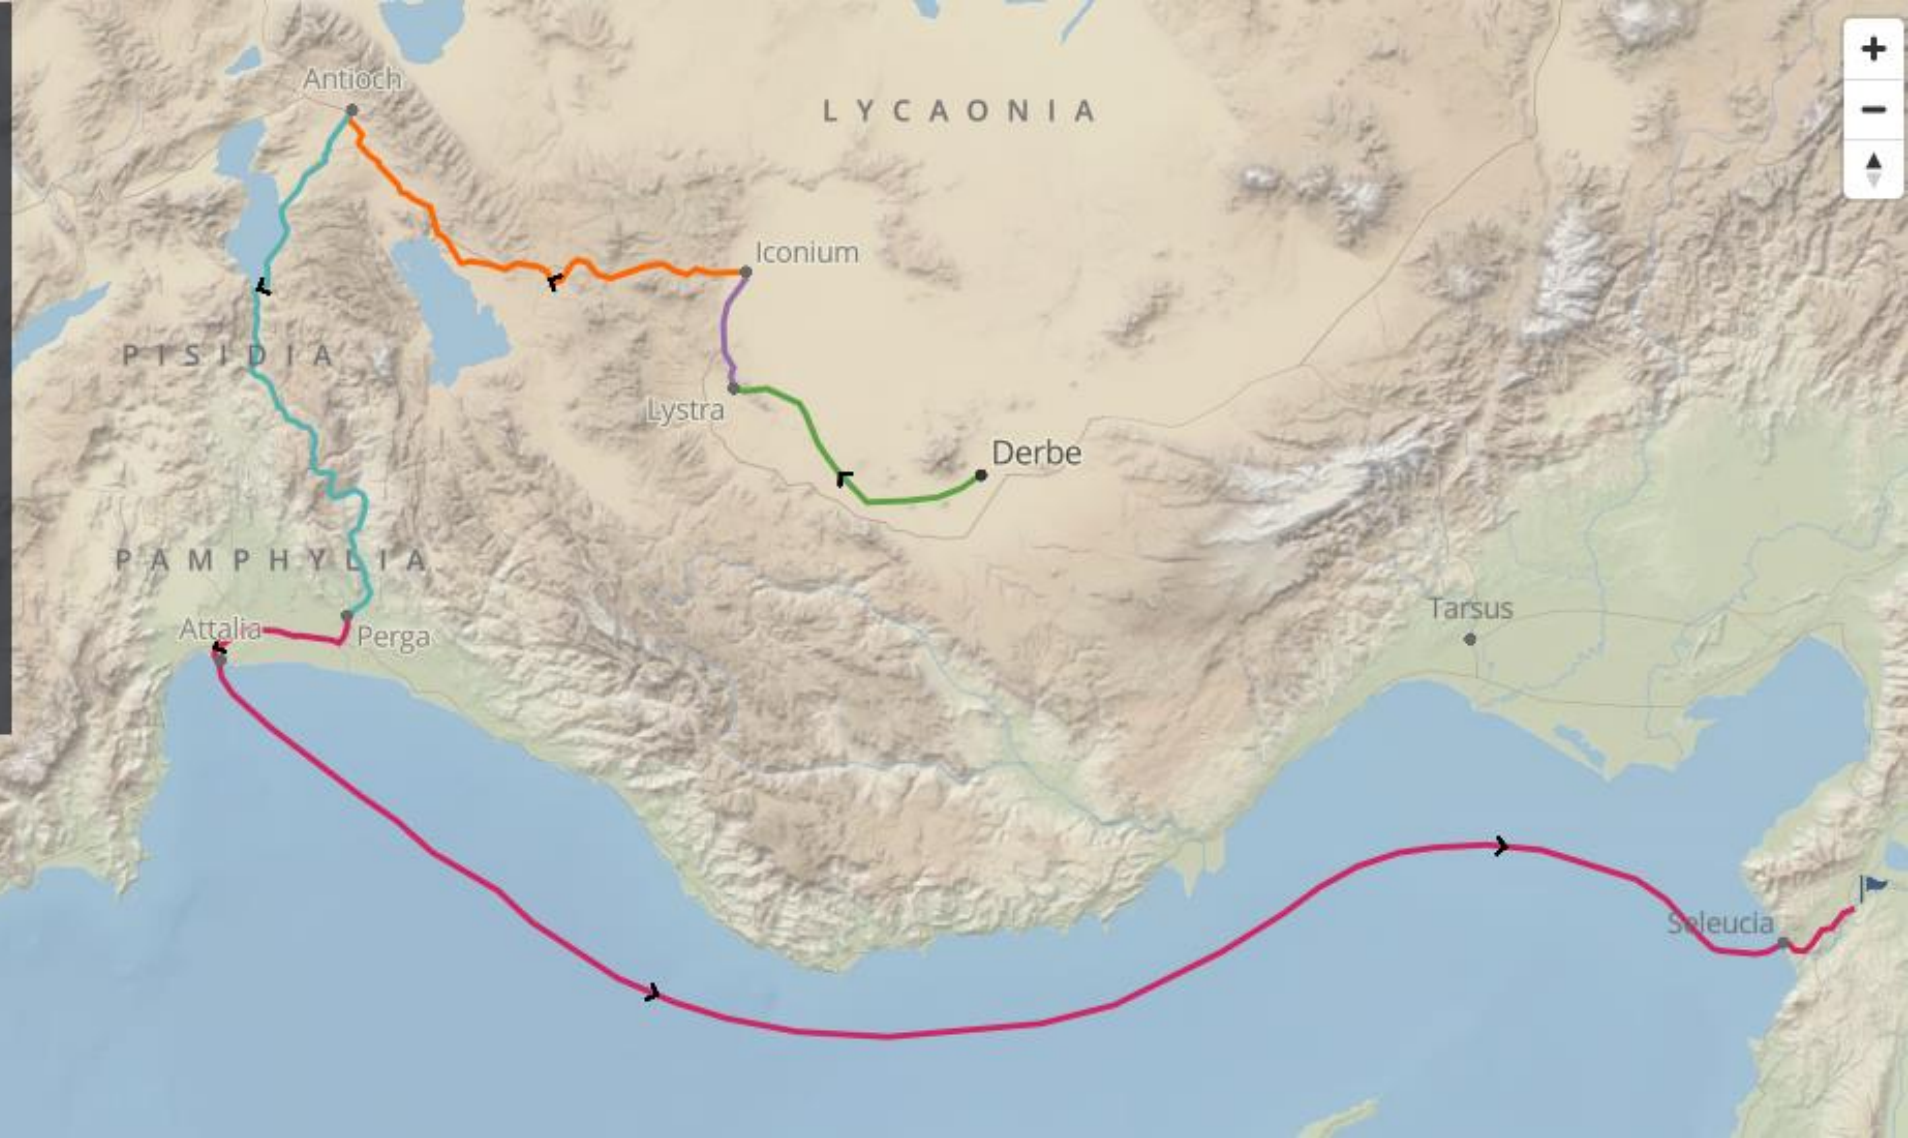 Antioch
LYCAONIA
Iconium
PISIDIA
Lystra
Derbe
PAMPHYLIA
Tarsus
Attalia
Perga
Seleucia